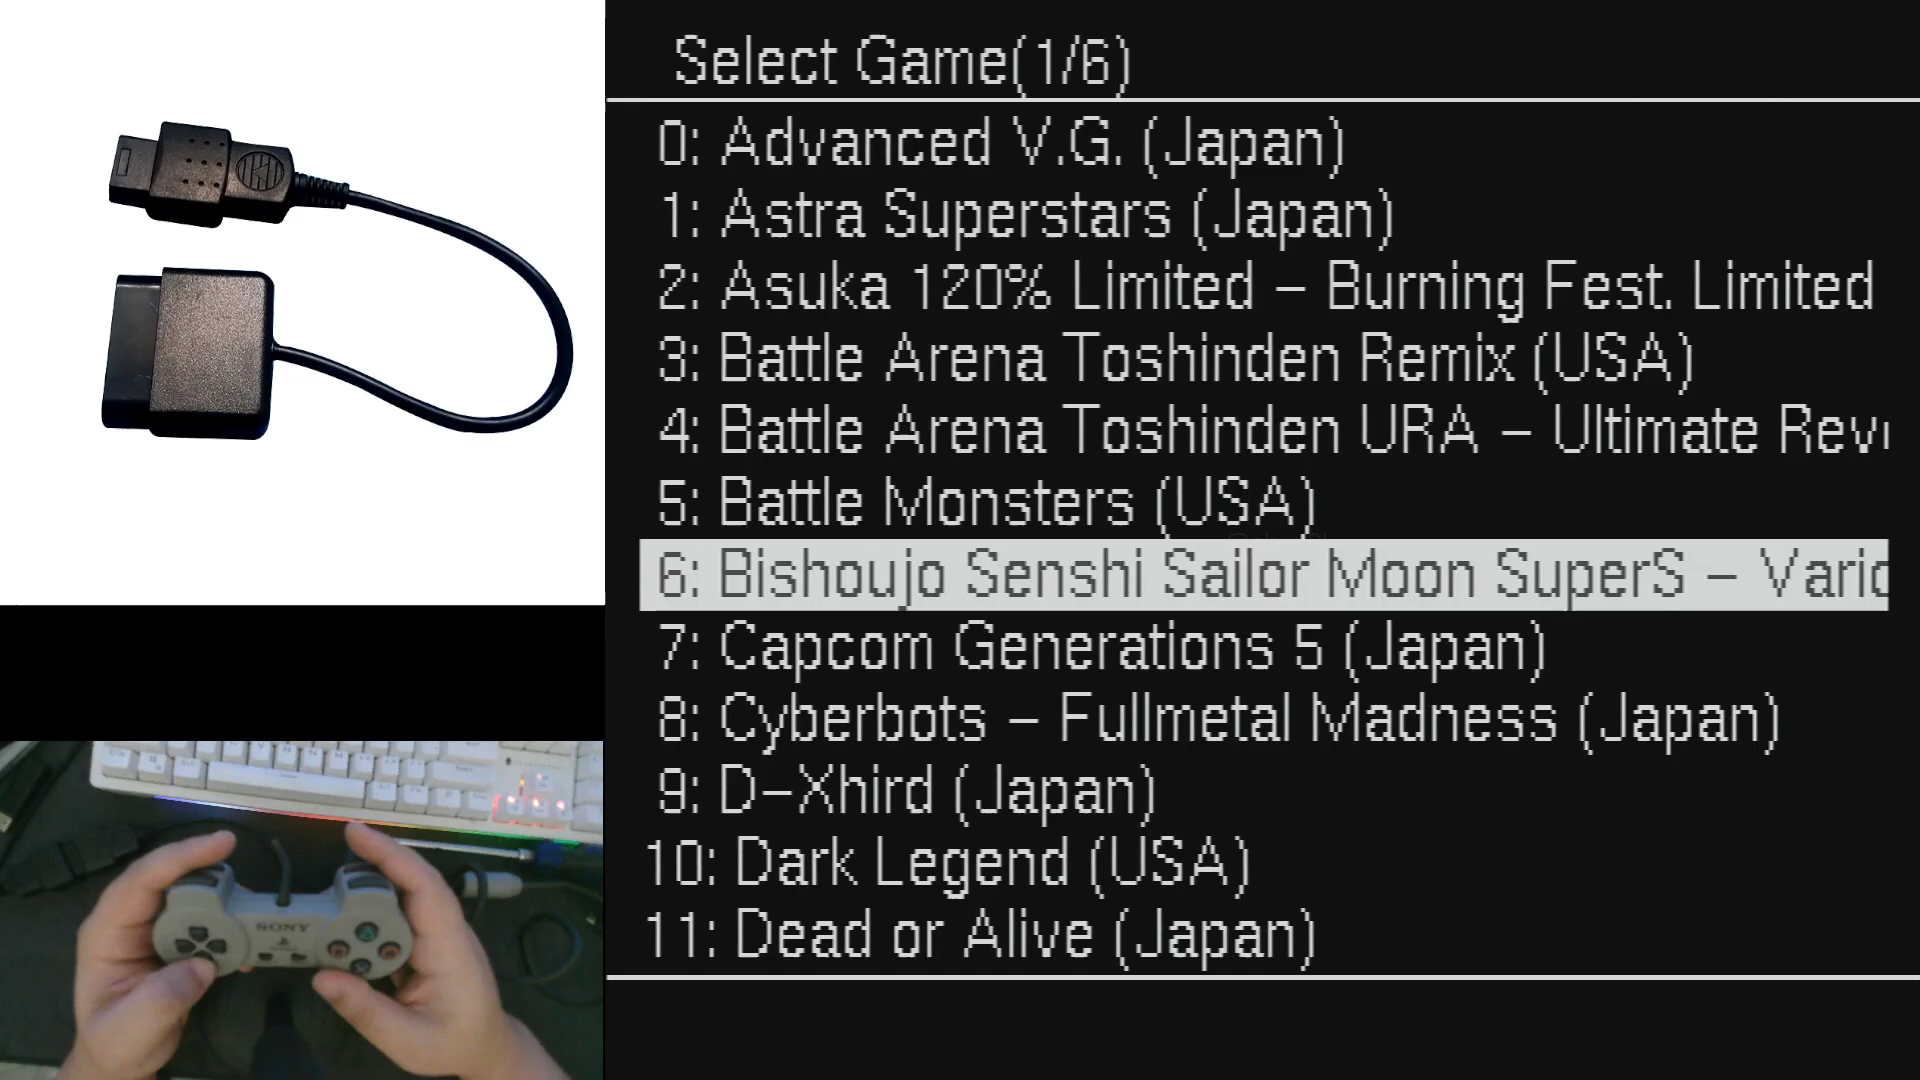 Select Game(1/6)
0: Advanced V.G. (Japan)
1: Astra Superstars (Japan)
2: Asuka 120% Limited - Burning Fest. Limited
3: Battle Arena Toshinden Remix (USA)
4: Battle Arena Toshinden URA - Ultimate Rev
5: Battle Monsters (USA)
6: Bishoujo Senshi Sailor Moon SuperS - Vario
7: Capcom Generations 5 (Japan)
8: Cyberbots - Fullmetal Madness (Japan)
9: D-Xhird (Japan)
10: Dark Legend (USA)
11: Dead or Alive (Japan)
SONY